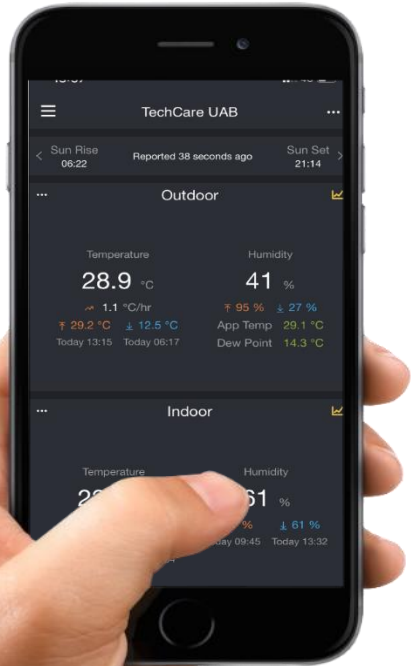 TechCare UAB
Sun Rise
06:22
Reported 38 seconds ago
Sun Set
21:14
Outdoor
Temperature
28.9 °C
1.1 °C/hr
29.2 °C 12.5 °C
Today 13:15 Today 06:17
Humidity
41 %
95 % 27 %
App Temp 29.1 °C
Dew Point 14.3 °C
Indoor
Temperature
Humidity
61 %
% 61 %
09:45 Today 13:32